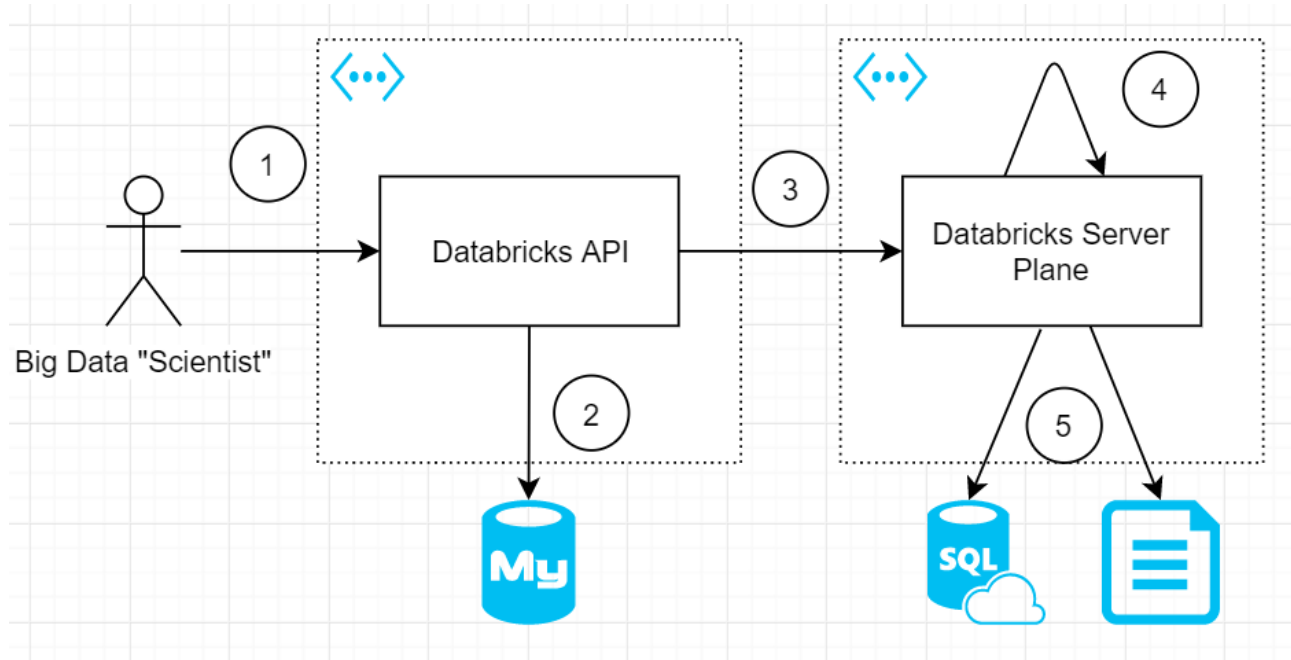 1
4
3
Databricks API
Databricks Server
Plane
Big Data "Scientist"
2
5
My
SQL